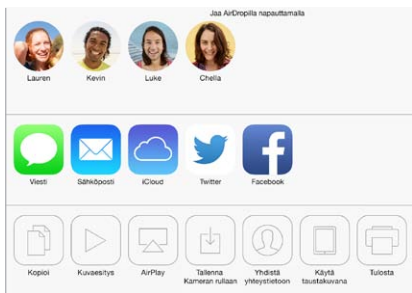 Jaa AirDropilla napauttamalla
Lauren Kevin Luke Chella
Viesti Sähköposti iCloud Twitter Facebook
Kopioi Kuvaesitys AirPlay Tallenna Kameran rullaan Yhdistä yhteystietoon Käytä taustakuvana Tulosta